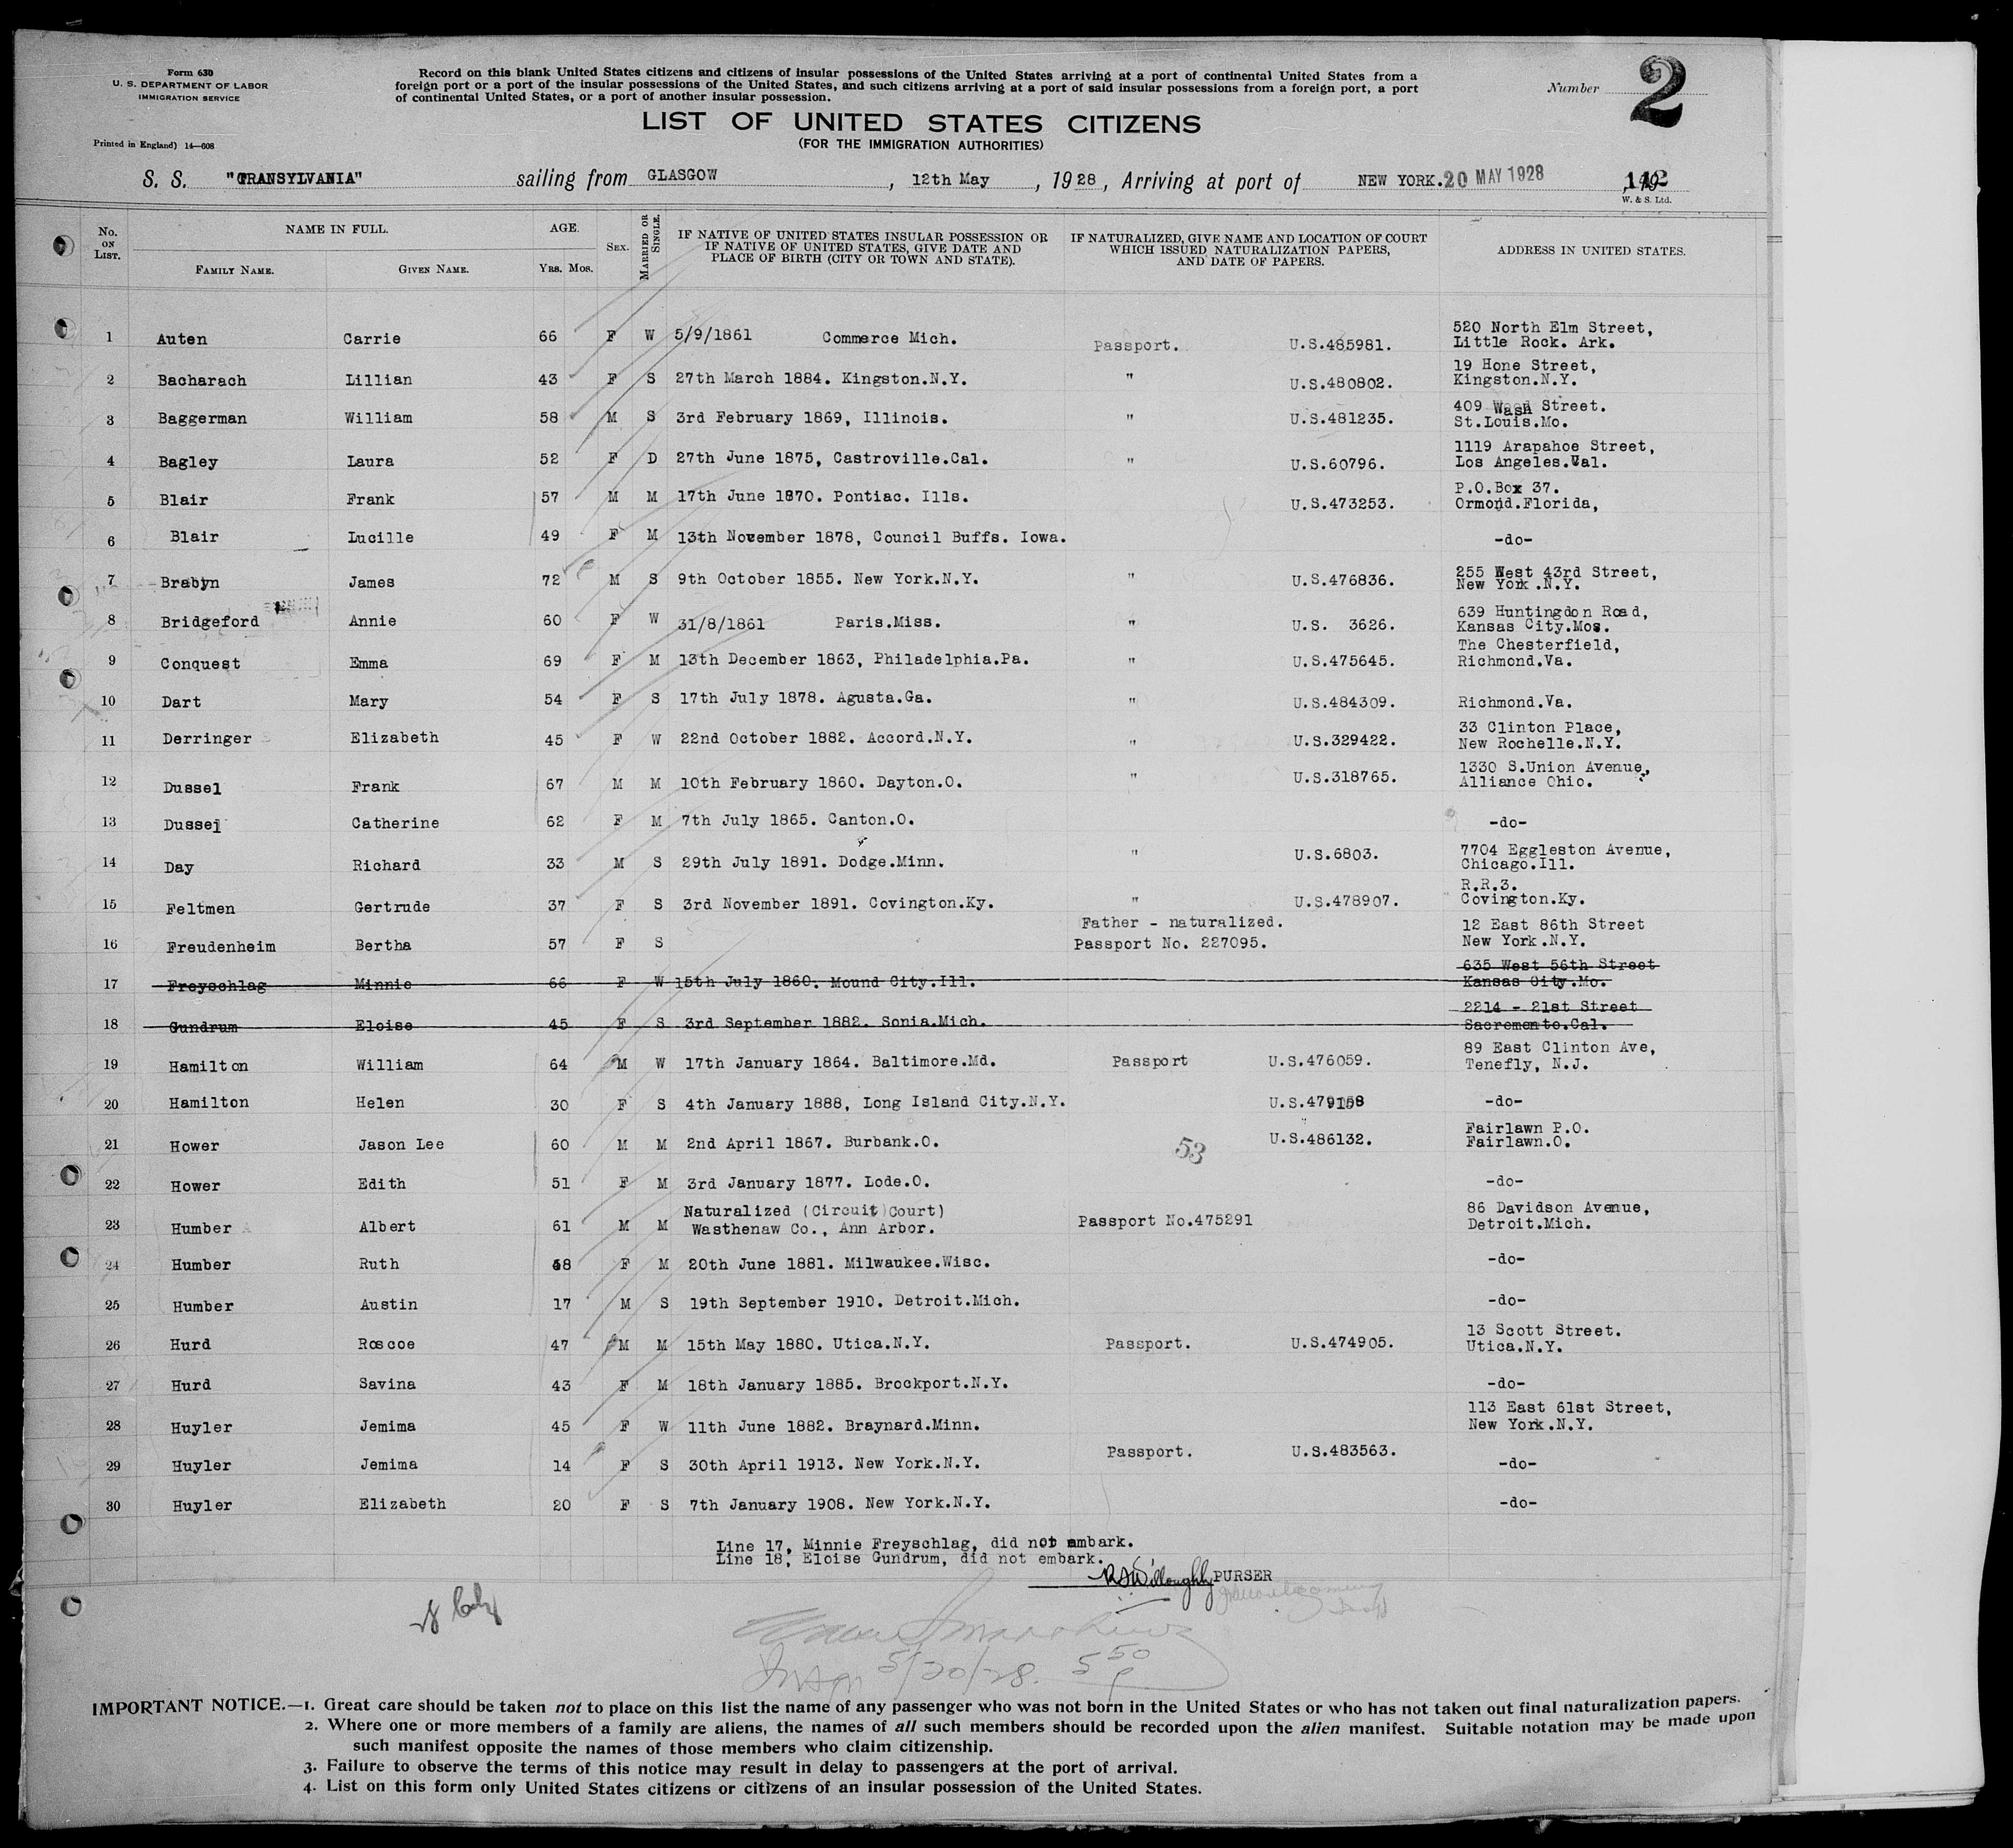 Form 630
U. S. DEPARTMENT OF LABOR
IMMIGRATION SERVICE
Printed in England) 14—608
Record on this blank United States citizens and citizens of insular possessions of the United States arriving at a port of continental United States from a
foreign port or a port of the insular possessions of the United States, and such citizens arriving at a port of said insular possessions from a foreign port, a port
of continental United States, or a port of another insular possession.
Number 2
LIST OF UNITED STATES CITIZENS
(FOR THE IMMIGRATION AUTHORITIES)
S. S. "TRANSYLVANIA" sailing from GLASGOW, 12th May, 1928, Arriving at port of NEW YORK. 20 MAY 1928
W. & S. Ltd.
No. ON LIST. NAME IN FULL. FAMILY NAME. GIVEN NAME. AGE. YRS. MOS. SEX. MARRIED OR SINGLE. IF NATIVE OF UNITED STATES INSULAR POSSESSION OR IF NATIVE OF UNITED STATES, GIVE DATE AND PLACE OF BIRTH (CITY OR TOWN AND STATE). IF NATURALIZED, GIVE NAME AND LOCATION OF COURT WHICH ISSUED NATURALIZATION PAPERS, AND DATE OF PAPERS. ADDRESS IN UNITED STATES.
1 Auten Carrie 66 F W 5/9/1861 Commerce Mich. Passport. U.S.485981. 520 North Elm Street, Little Rock. Ark.
2 Bacharach Lillian 43 F S 27th March 1884. Kingston.N.Y. " U.S.480802. 19 Hone Street, Kingston.N.Y.
3 Baggerman William 58 M S 3rd February 1869, Illinois. " U.S.481235. 409 Wash Street. St.Louis.Mo.
4 Bagley Laura 52 F D 27th June 1875, Castroville.Cal. " U.S.60796. 1119 Arapahoe Street, Los Angeles.Cal.
5 Blair Frank 57 M M 17th June 1870. Pontiac. Ills. U.S.473253. P.O.Box 37. Ormond.Florida,
6 Blair Lucille 49 F M 13th November 1878, Council Buffs. Iowa. -do-
7 Brabyn James 72 M S 9th October 1855. New York.N.Y. " U.S.476836. 255 West 43rd Street, New York.N.Y.
8 Bridgeford Annie 60 F W 31/8/1861 Paris.Miss. " U.S. 3626. 639 Huntingdon Road, Kansas City.Mos.
9 Conquest Emma 69 F M 13th December 1863, Philadelphia.Pa. " U.S.475645. The Chesterfield, Richmond.Va.
10 Dart Mary 54 F S 17th July 1878. Agusta.Ga. " U.S.484309. Richmond.Va.
11 Derringer Elizabeth 45 F W 22nd October 1882. Accord.N.Y. " U.S.329422. 33 Clinton Place, New Rochelle.N.Y.
12 Dussel Frank 67 M M 10th February 1860. Dayton.O. " U.S.318765. 1330 S.Union Avenue, Alliance Ohio.
13 Dussel Catherine 62 F M 7th July 1865. Canton.O. -do-
14 Day Richard 33 M S 29th July 1891. Dodge.Minn. " U.S.6803. 7704 Eggleston Avenue, Chicago.Ill.
15 Feltmen Gertrude 37 F S 3rd November 1891. Covington.Ky. " U.S.478907. R.R.3. Covington.Ky.
16 Freudenheim Bertha 57 F S Father - naturalized. Passport No. 227095. 12 East 86th Street New York.N.Y.
17 Freyschlag Minnie 66 F W 15th July 1860. Mound City.Ill. 635 West 56th Street Kansas City.Mo.
18 Gundrum Eloise 45 F S 3rd September 1882. Sonia.Mich. 2214 - 21st Street Sacremento.Cal.
19 Hamilton William 64 M W 17th January 1864. Baltimore.Md. Passport U.S.476059. 89 East Clinton Ave, Tenefly, N.J.
20 Hamilton Helen 30 F S 4th January 1888, Long Island City.N.Y. -do-
21 Hower Jason Lee 60 M M 2nd April 1867. Burbank.O. 53 U.S.486132. Fairlawn P.O. Fairlawn.O.
22 Hower Edith 51 F M 3rd January 1877. Lode.O. -do-
23 Humber Albert 61 M M Naturalized (Circuit Court) Wasthenaw Co., Ann Arbor. Passport No.475291 86 Davidson Avenue, Detroit.Mich.
24 Humber Ruth F M 20th June 1881. Milwaukee.Wisc. -do-
25 Humber Austin 17 M S 19th September 1910. Detroit.Mich. -do-
26 Hurd Roscoe 47 M M 15th May 1880. Utica.N.Y. Passport. U.S.474905. 13 Scott Street. Utica.N.Y.
27 Hurd Savina 43 F M 18th January 1885. Brockport.N.Y. -do-
28 Huyler Jemima 45 F W 11th June 1882. Braynard.Minn. 113 East 61st Street, New York.N.Y.
29 Huyler Jemima 14 F S 30th April 1913. New York.N.Y. Passport. U.S.483563. -do-
30 Huyler Elizabeth 20 F S 7th January 1908. New York.N.Y. -do-
Line 17, Minnie Freyschlag, did not embark.
Line 18, Eloise Gundrum, did not embark.
PURSER
5/20/28. 5 50
IMPORTANT NOTICE.—1. Great care should be taken not to place on this list the name of any passenger who was not born in the United States or who has not taken out final naturalization papers.
2. Where one or more members of a family are aliens, the names of all such members should be recorded upon the alien manifest. Suitable notation may be made upon
such manifest opposite the names of those members who claim citizenship.
3. Failure to observe the terms of this notice may result in delay to passengers at the port of arrival.
4. List on this form only United States citizens or citizens of an insular possession of the United States.